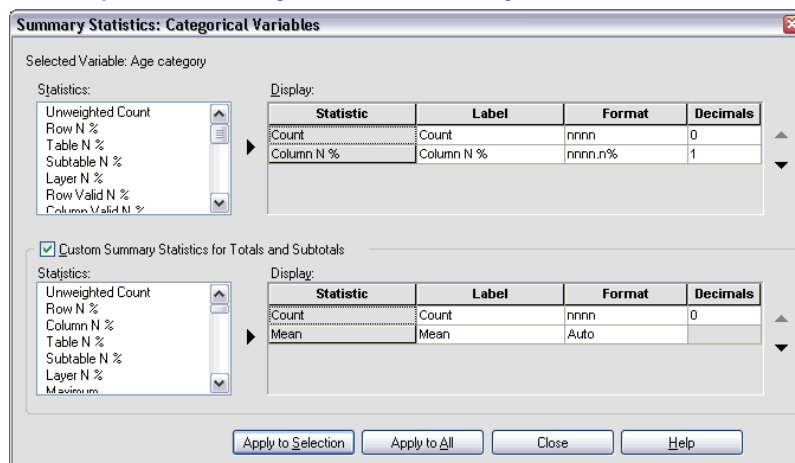 Summary Statistics: Categorical Variables
Selected Variable: Age category
Statistics:
Unweighted Count
Row N %
Table N %
Subtable N %
Layer N %
Row Valid N %
Column Valid N %
Display:
Statistic Label Format Decimals
Count Count nnnn 0
Column N % Column N % nnnn.n% 1
Custom Summary Statistics for Totals and Subtotals
Statistics:
Unweighted Count
Row N %
Column N %
Table N %
Subtable N %
Layer N %
Maximum
Display:
Statistic Label Format Decimals
Count Count nnnn 0
Mean Mean Auto
Apply to Selection Apply to All Close Help